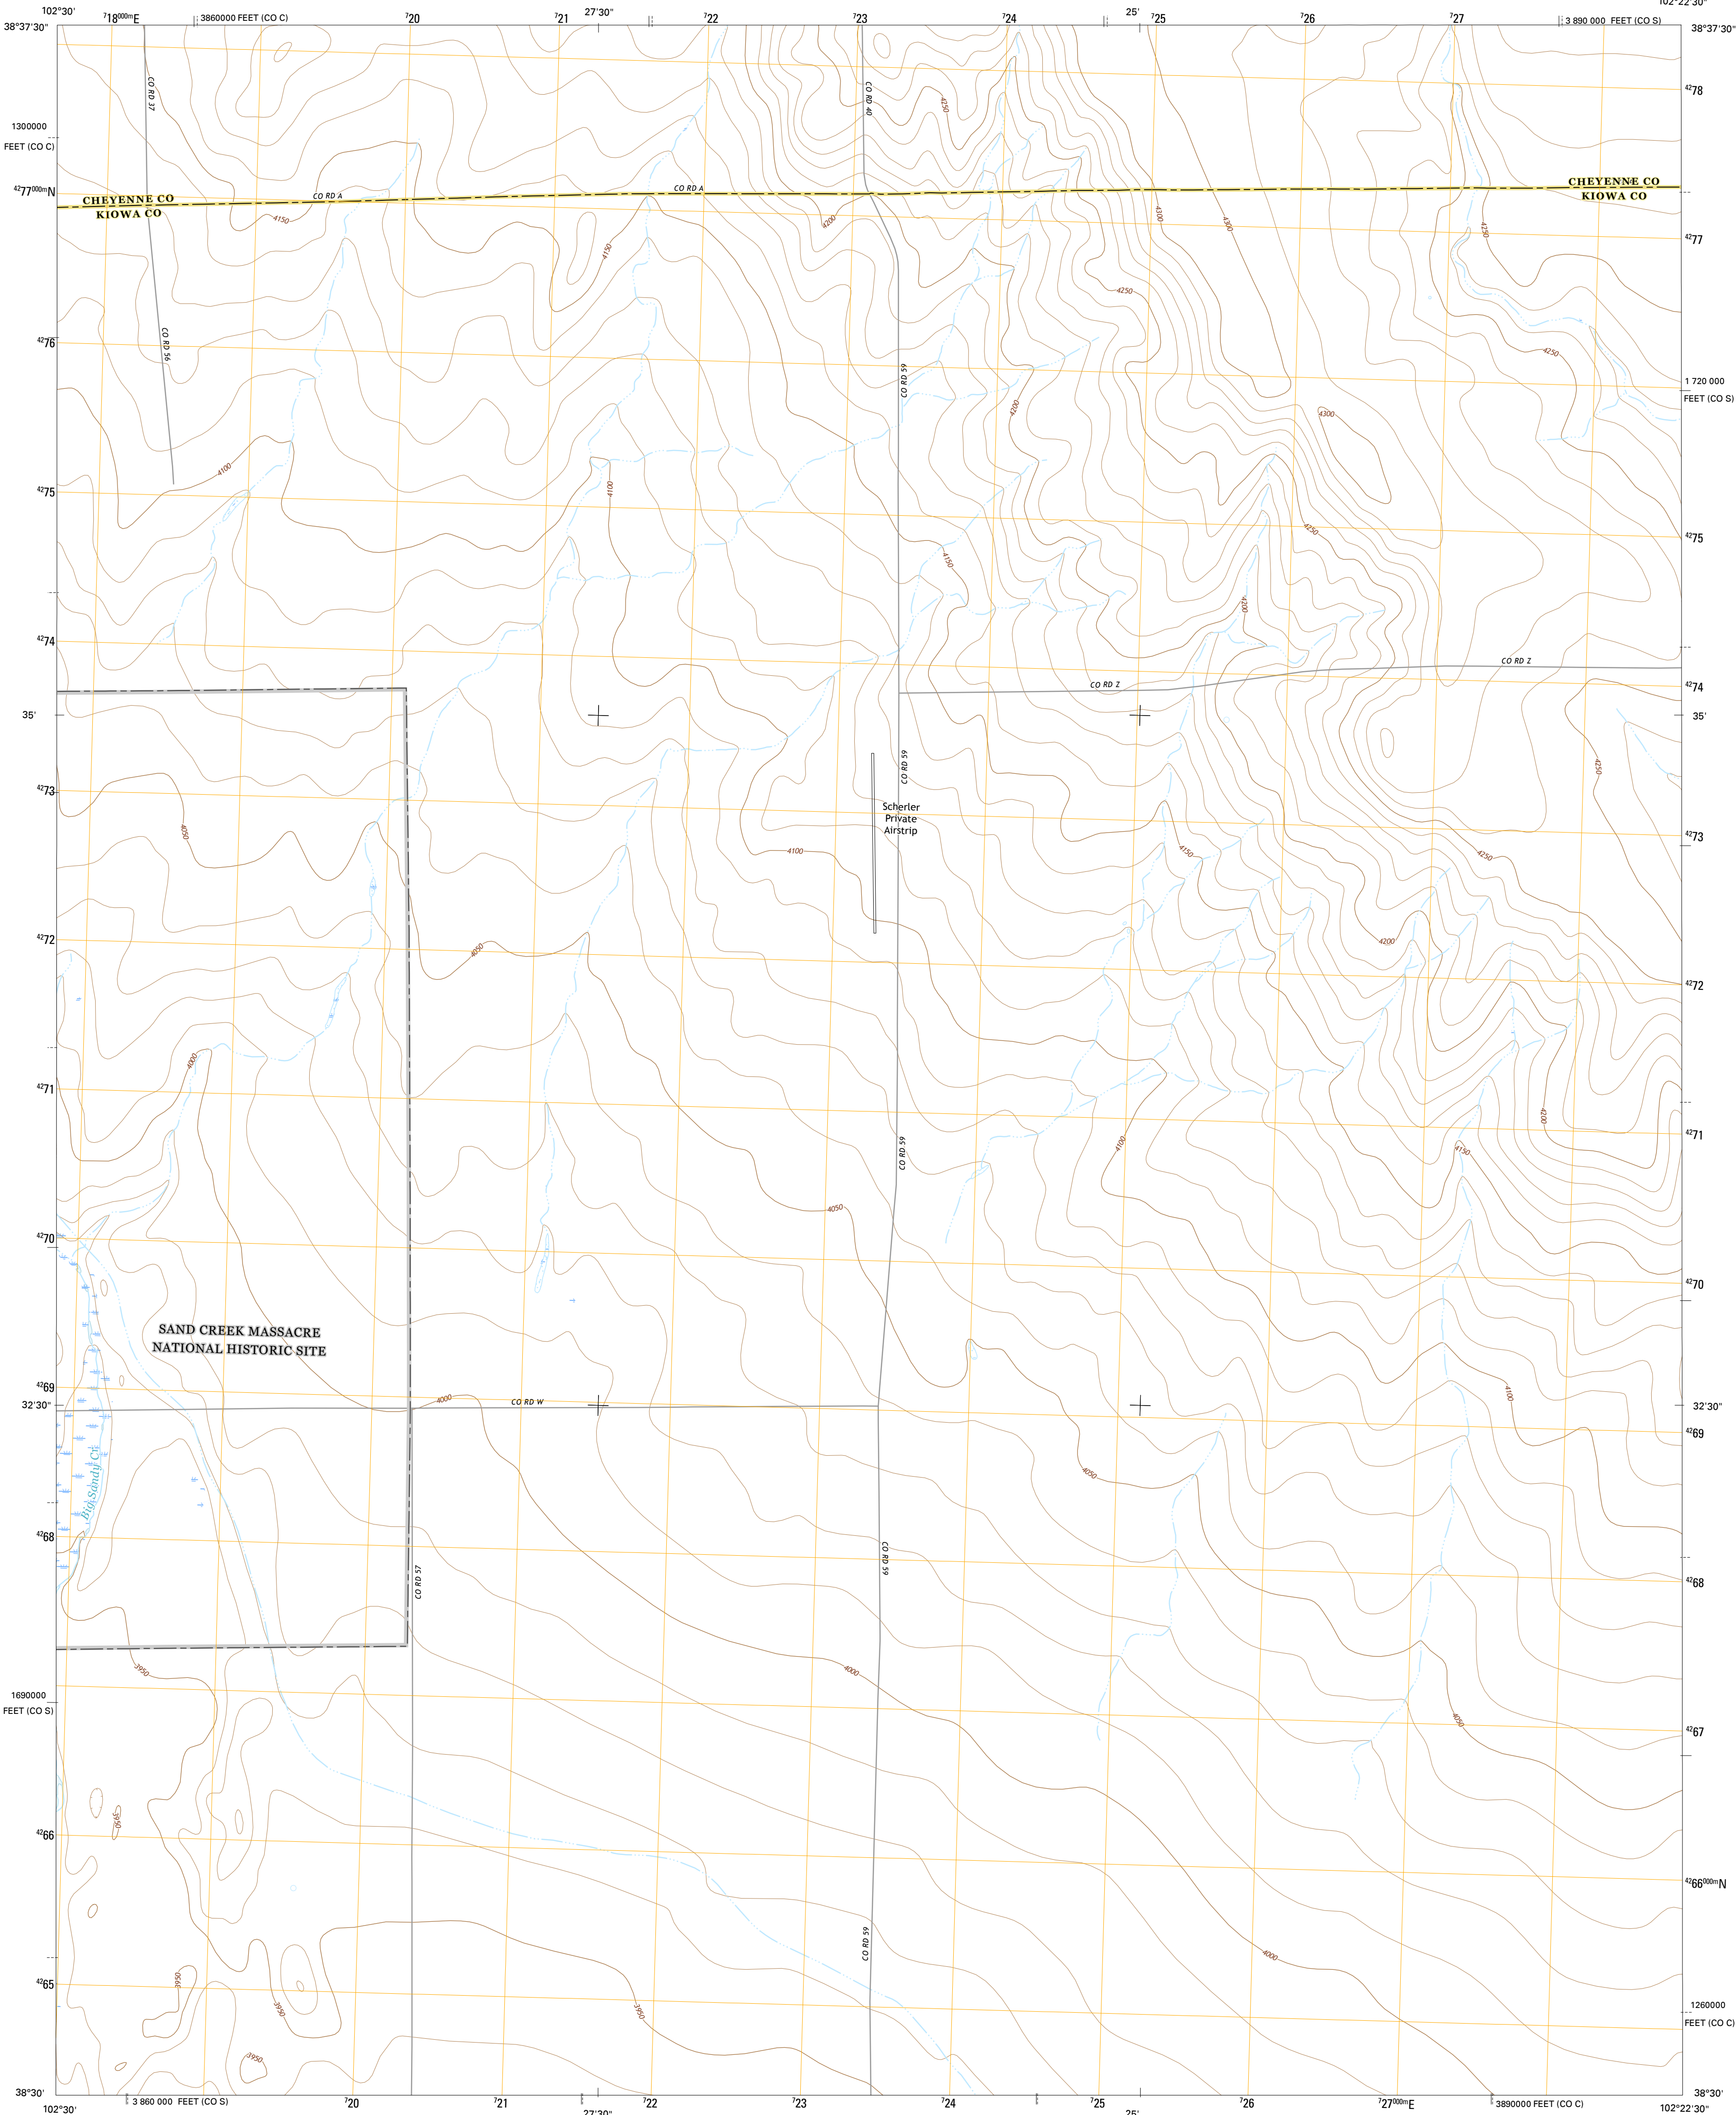 102°30'
⁷18⁰⁰⁰ᵐE
3860000 FEET (CO C)
⁷20
⁷21
27'30"
⁷22
⁷23
⁷24
25'
⁷25
⁷26
⁷27
3 890 000 FEET (CO S)
102°22'30"
38°37'30"
38°37'30"
CO RD 37
CO RD 40
4250
⁴²78
1300000
FEET (CO C)
⁴²77⁰⁰⁰ᵐN
CHEYENNE CO
KIOWA CO
CO RD A
CO RD A
CHEYENNE CO
KIOWA CO
4150
4150
4200
4300
4300
4250
⁴²77
4250
⁴²76
CO RD 56
4250
CO RD 59
1 720 000
FEET (CO S)
4200
4300
4100
4100
⁴²75
4250
⁴²75
4150
4200
⁴²74
CO RD Z
CO RD Z
⁴²74
35'
35'
CO RD 59
4250
⁴²73
Scherler
Private
Airstrip
4050
4100
4150
4250
⁴²73
⁴²72
4050
4200
⁴²72
4000
⁴²71
4200
4100
CO RD 59
4150
⁴²71
4050
⁴²70
⁴²70
SAND CREEK MASSACRE
NATIONAL HISTORIC SITE
⁴²69
4000
CO RD W
4100
32'30"
32'30"
⁴²69
Big Sandy Cr
4050
⁴²68
CO RD 57
CO RD 59
⁴²68
3950
4000
1690000
FEET (CO S)
4050
⁴²67
3950
⁴²66
⁴²66⁰⁰⁰ᵐN
CO RD 59
4000
⁴²65
3950
3950
3950
1260000
FEET (CO C)
3950
38°30'
38°30'
102°30'
3 860 000 FEET (CO S)
⁷20
⁷21
27'30"
⁷22
⁷23
⁷24
⁷25
25'
⁷26
⁷27⁰⁰⁰ᵐE
3890000 FEET (CO C)
102°22'30"